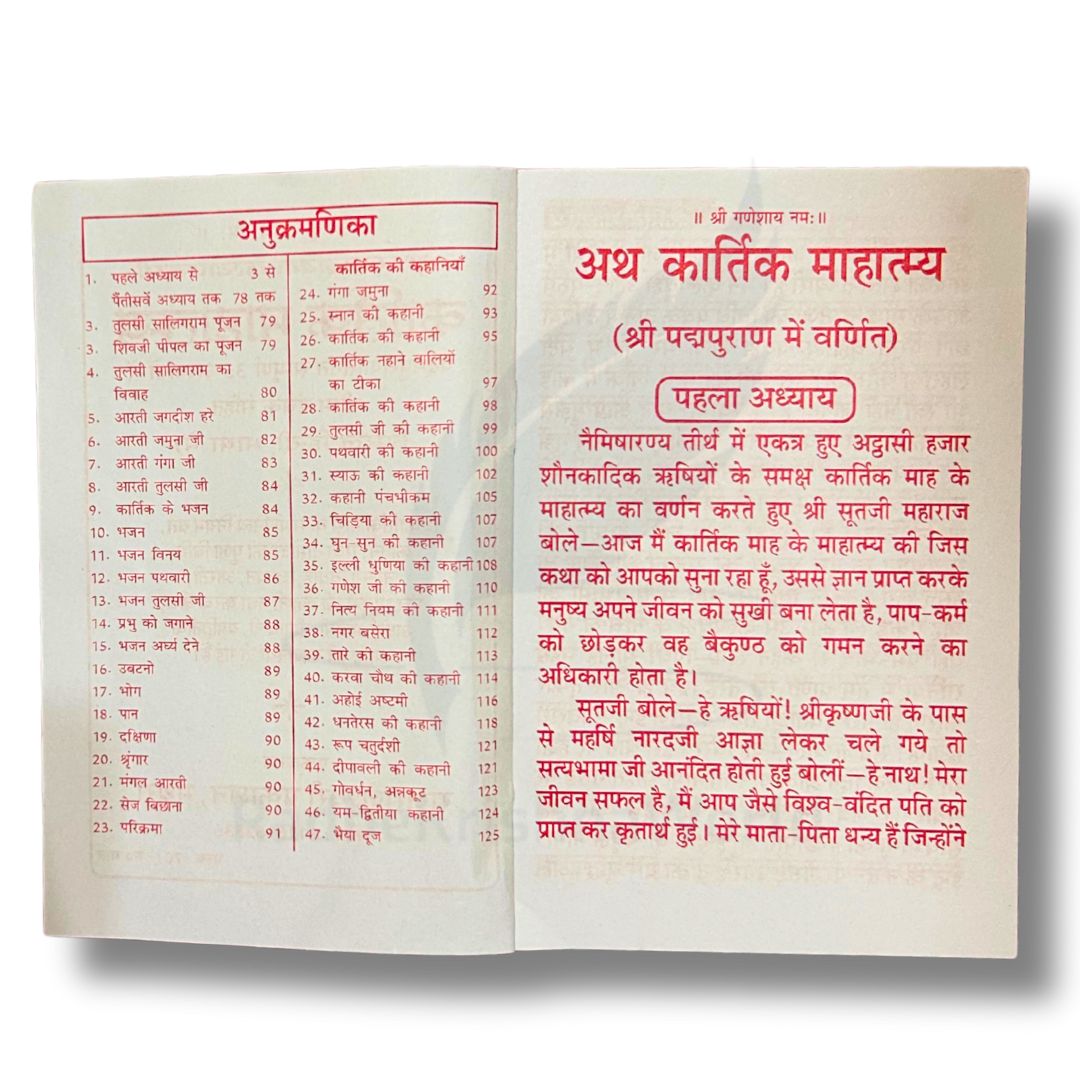 अनुक्रमणिका
1. पहले अध्याय से 3 से
पैंतीसवें अध्याय तक 78 तक
3. तुलसी सालिगराम पूजन 79
3. शिवजी पीपल का पूजन 79
4. तुलसी सालिगराम का
विवाह 80
5. आरती जगदीश हरे 81
6. आरती जमुना जी 82
7. आरती गंगा जी 83
8. आरती तुलसी जी 84
9. कार्तिक के भजन 84
10. भजन 85
11. भजन विनय 85
12. भजन पथवारी 86
13. भजन तुलसी जी 87
14. प्रभु को जगाने 88
15. भजन अर्घ्य देने 88
16. उबटनो 89
17. भोग 89
18. पान 89
19. दक्षिणा 90
20. श्रृंगार 90
21. मंगल आरती 90
22. सेज बिछाना 90
23. परिक्रमा 91
कार्तिक की कहानियाँ
24. गंगा जमुना 92
25. स्नान की कहानी 93
26. कार्तिक की कहानी 95
27. कार्तिक नहाने वालियों
का टीका 97
28. कार्तिक की कहानी 98
29. तुलसी जी की कहानी 99
30. पथवारी की कहानी 100
31. स्याऊ की कहानी 102
32. कहानी पंचभीकम 105
33. चिड़िया की कहानी 107
34. घुन-सुन की कहानी 107
35. इल्ली धुणिया की कहानी 108
36. गणेश जी की कहानी 110
37. नित्य नियम की कहानी 111
38. नगर बसेरा 112
39. तारे की कहानी 113
40. करवा चौथ की कहानी 114
41. अहोई अष्टमी 116
42. धनतेरस की कहानी 118
43. रूप चतुर्दशी 121
44. दीपावली की कहानी 121
45. गोवर्धन, अन्नकूट 123
46. यम-द्वितीया कहानी 124
47. भैया दूज 125
॥ श्री गणेशाय नमः॥
अथ कार्तिक माहात्म्य
(श्री पद्मपुराण में वर्णित)
पहला अध्याय
नैमिषारण्य तीर्थ में एकत्र हुए अट्ठासी हजार
शौनकादिक ऋषियों के समक्ष कार्तिक माह के
माहात्म्य का वर्णन करते हुए श्री सूतजी महाराज
बोले—आज मैं कार्तिक माह के माहात्म्य की जिस
कथा को आपको सुना रहा हूँ, उससे ज्ञान प्राप्त करके
मनुष्य अपने जीवन को सुखी बना लेता है, पाप-कर्म
को छोड़कर वह बैकुण्ठ को गमन करने का
अधिकारी होता है।
सूतजी बोले—हे ऋषियों! श्रीकृष्णजी के पास
से महर्षि नारदजी आज्ञा लेकर चले गये तो
सत्यभामा जी आनंदित होती हुई बोलीं—हे नाथ! मेरा
जीवन सफल है, मैं आप जैसे विश्व-वंदित पति को
प्राप्त कर कृतार्थ हुई। मेरे माता-पिता धन्य हैं जिन्होंने